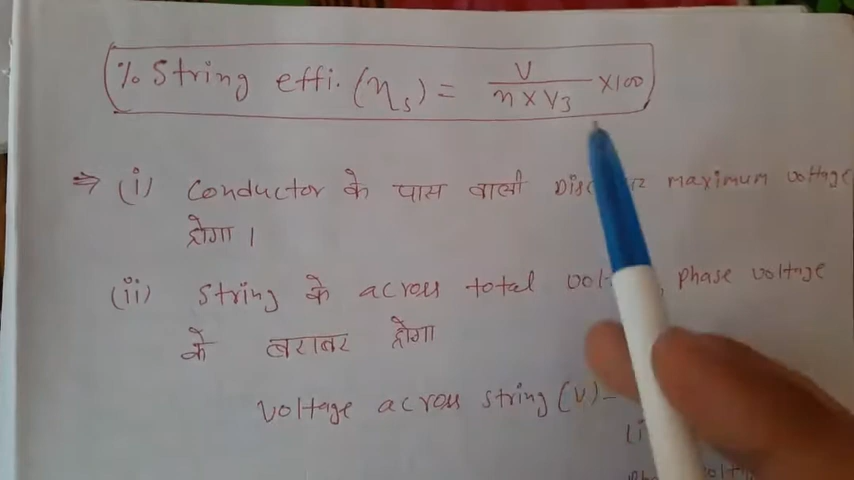 % String effi. (ηs) = V / n × V3 × 100
⇒ (i) Conductor के पास वाली पर maximum voltage
होगा।
(ii) String के across total phase voltage
के बराबर होगा
Voltage across string (V) =